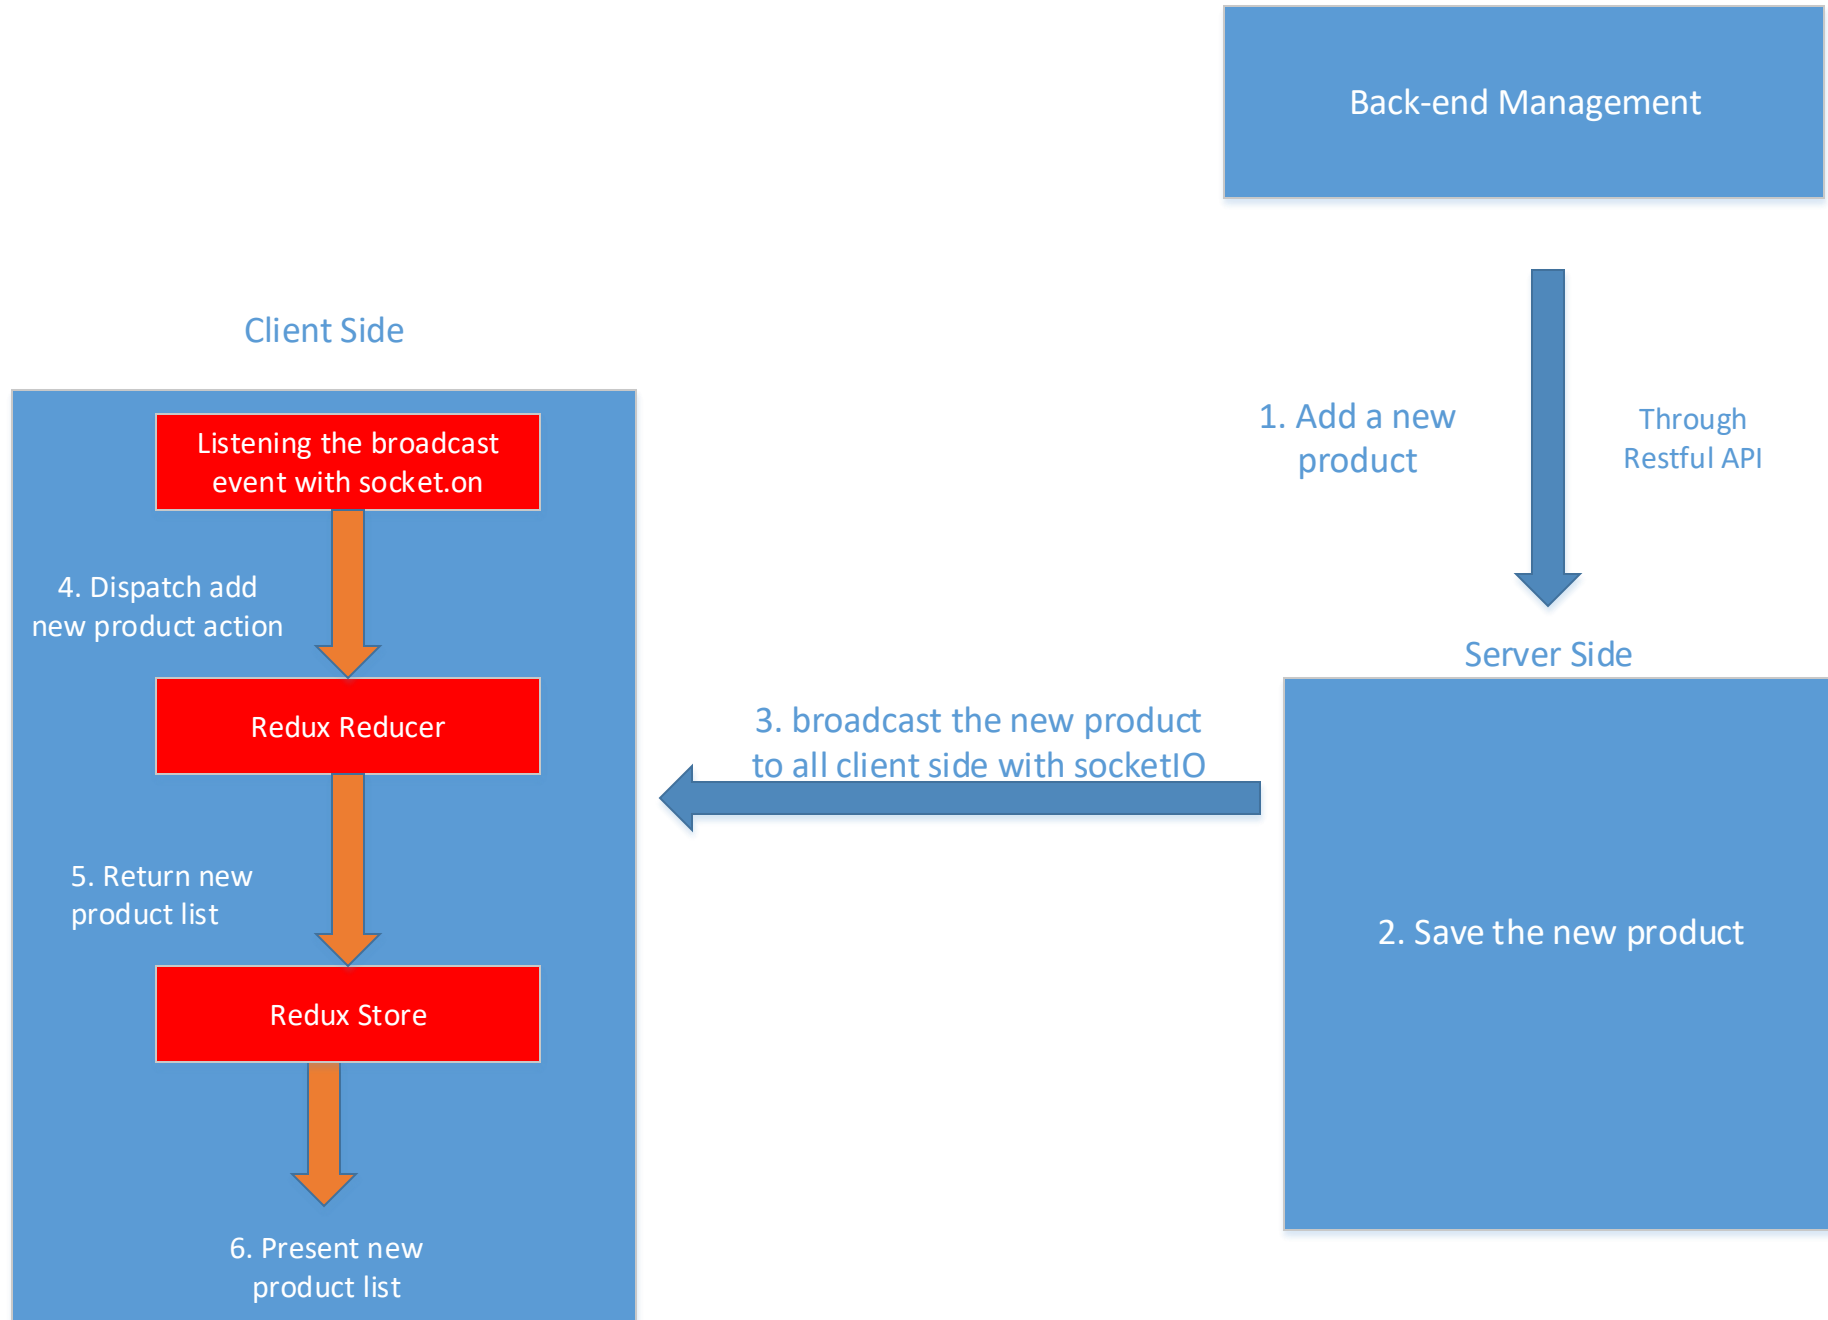 Back-end Management
Client Side
Listening the broadcast
event with socket.on
1. Add a new
product
Through
Restful API
4. Dispatch add
new product action
Server Side
Redux Reducer
3. broadcast the new product
to all client side with socketIO
5. Return new
product list
2. Save the new product
Redux Store
6. Present new
product list